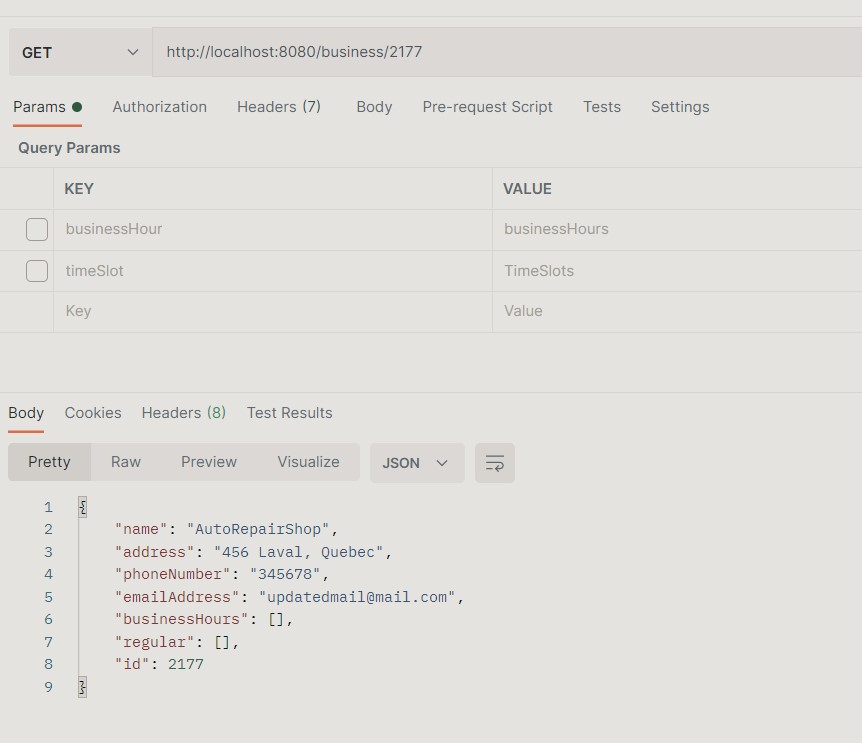 GET http://localhost:8080/business/2177
Params Authorization Headers (7) Body Pre-request Script Tests Settings
Query Params
KEY VALUE
businessHour businessHours
timeSlot TimeSlots
Key Value
Body Cookies Headers (8) Test Results
Pretty Raw Preview Visualize JSON
1 {
2 "name": "AutoRepairShop",
3 "address": "456 Laval, Quebec",
4 "phoneNumber": "345678",
5 "emailAddress": "updatedmail@mail.com",
6 "businessHours": [],
7 "regular": [],
8 "id": 2177
9 }